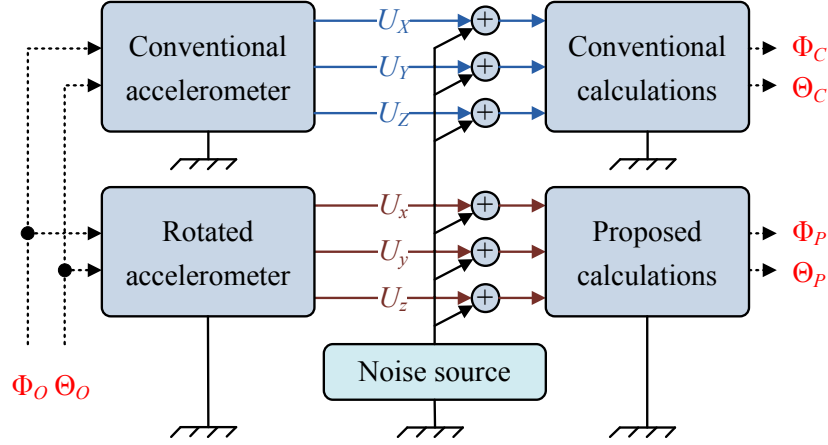 Conventional accelerometer
U_X
U_Y
U_Z
+
+
+
Conventional calculations
Φ_C
Θ_C
Rotated accelerometer
U_x
U_y
U_z
+
+
+
Proposed calculations
Φ_P
Θ_P
Φ_O Θ_O
Noise source